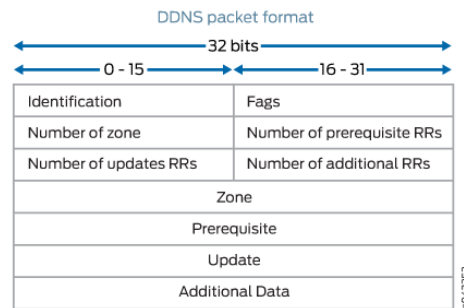 DDNS packet format
32 bits
0 - 15 16 - 31
Identification Fags
Number of zone Number of prerequisite RRs
Number of updates RRs Number of additional RRs
Zone
Prerequisite
Update
Additional Data